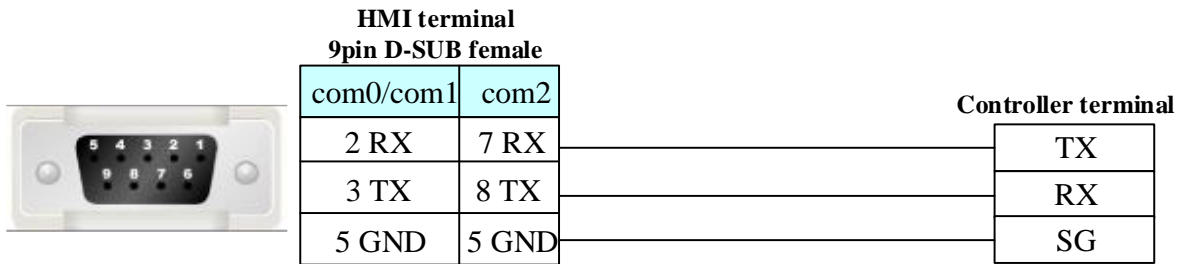 HMI terminal
9pin D-SUB female
com0/com1 com2
Controller terminal
2 RX 7 RX TX
3 TX 8 TX RX
5 GND 5 GND SG
5 4 3 2 1
9 8 7 6